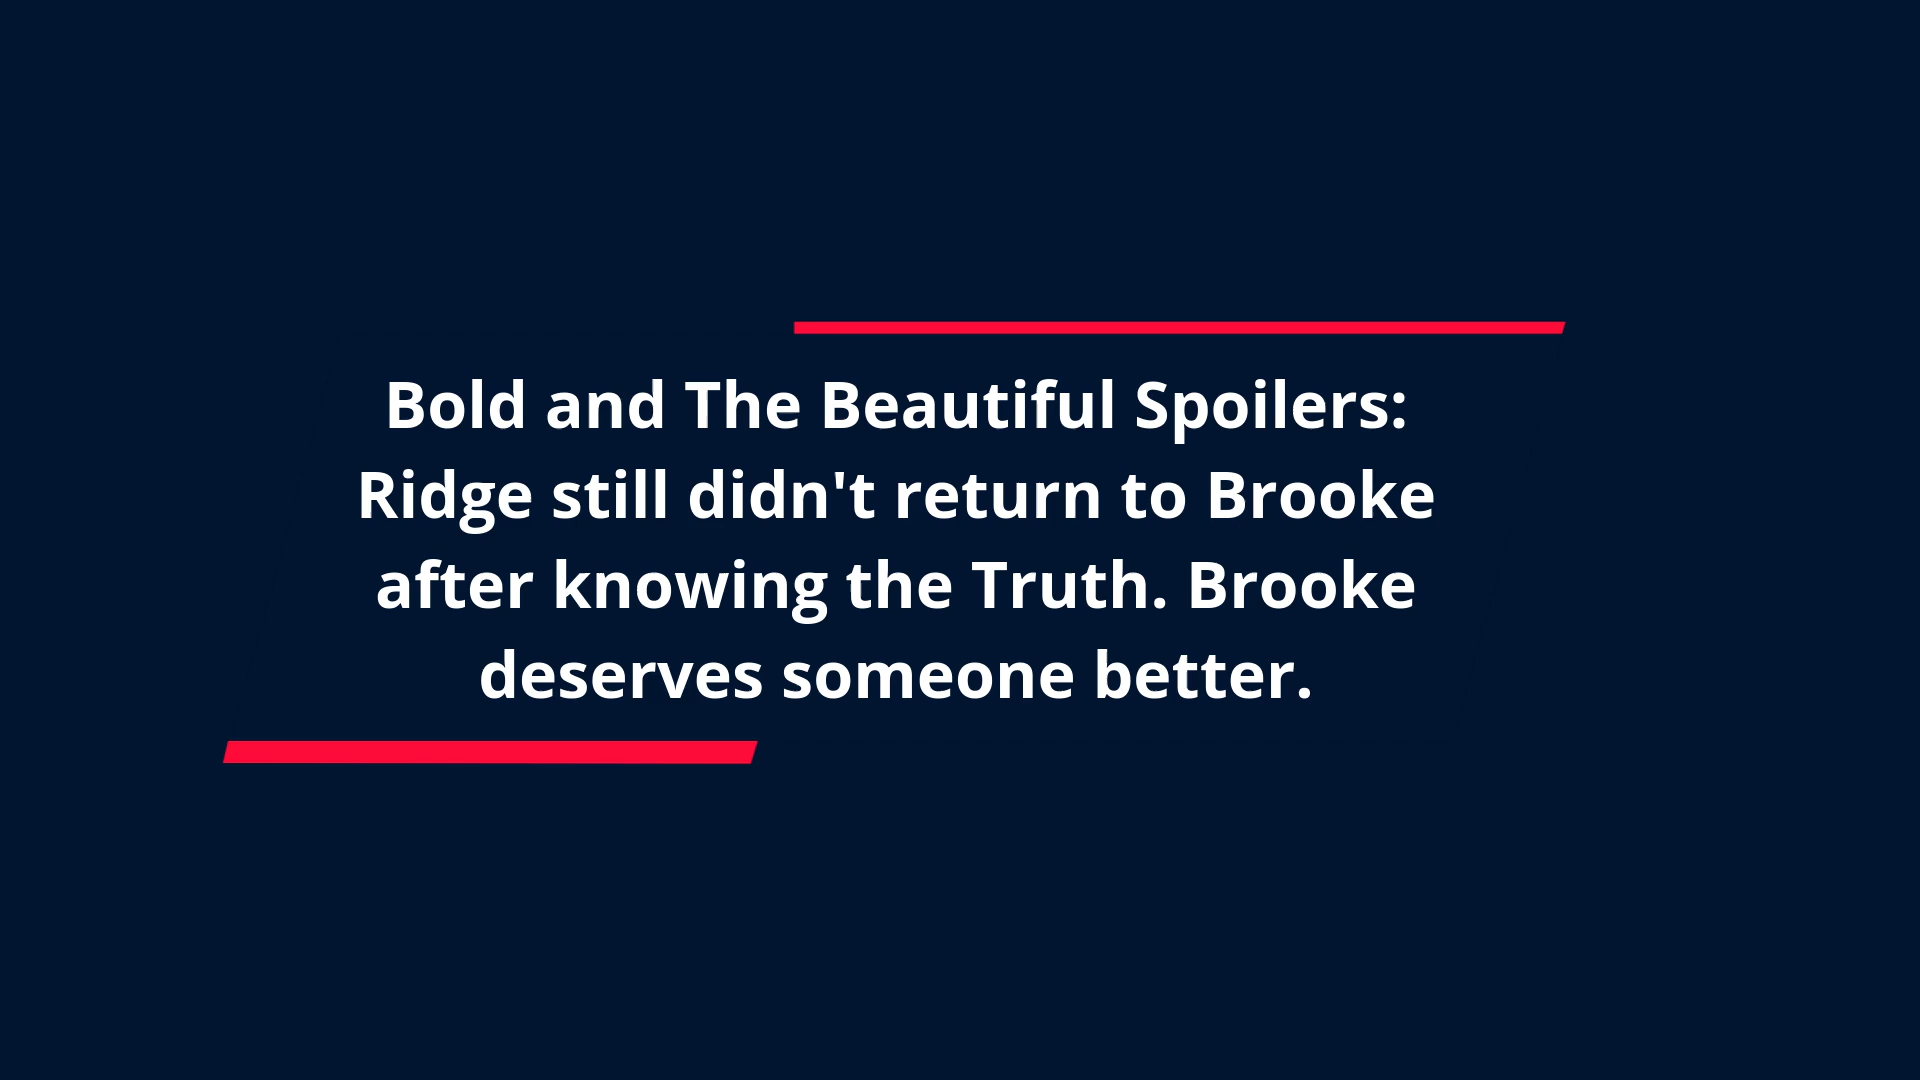 Bold and The Beautiful Spoilers:
Ridge still didn't return to Brooke
after knowing the Truth. Brooke
deserves someone better.